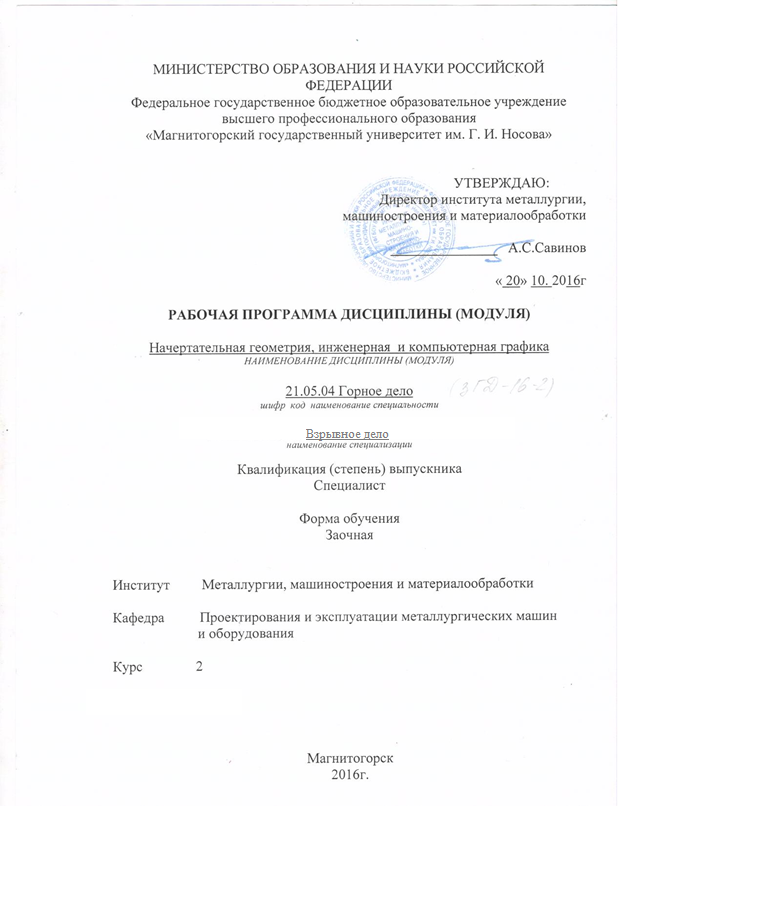 МИНИСТЕРСТВО ОБРАЗОВАНИЯ И НАУКИ РОССИЙСКОЙ
ФЕДЕРАЦИИ
Федеральное государственное бюджетное образовательное учреждение
высшего профессионального образования
«Магнитогорский государственный университет им. Г. И. Носова»
УТВЕРЖДАЮ:
Директор института металлургии,
машиностроения и материалообработки
А.С.Савинов
« 20» 10. 2016г
РАБОЧАЯ ПРОГРАММА ДИСЦИПЛИНЫ (МОДУЛЯ)
Начертательная геометрия, инженерная и компьютерная графика
НАИМЕНОВАНИЕ ДИСЦИПЛИНЫ (МОДУЛЯ)
21.05.04 Горное дело (зГД-16-2)
шифр код наименование специальности
Взрывное дело
наименование специализации
Квалификация (степень) выпускника
Специалист
Форма обучения
Заочная
Институт Металлургии, машиностроения и материалообработки
Кафедра Проектирования и эксплуатации металлургических машин
и оборудования
Курс 2
Магнитогорск
2016г.